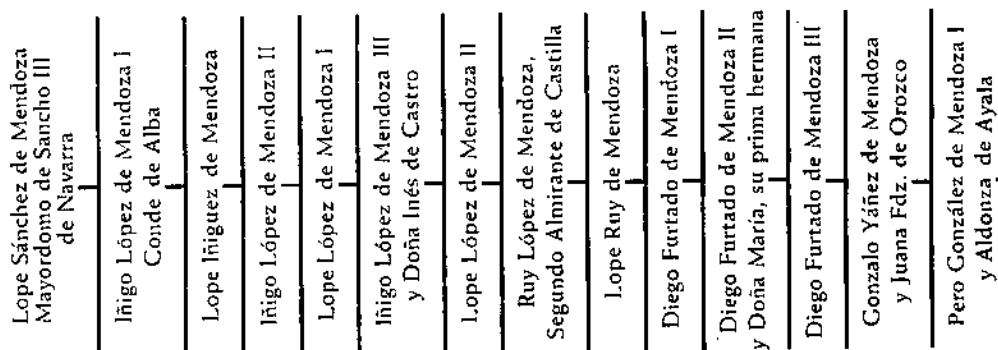 Lope Sánchez de Mendoza
Mayordomo de Sancho III
de Navarra
Iñigo López de Mendoza I
Conde de Alba
Lope Iñiguez de Mendoza
Iñigo López de Mendoza II
Lope López de Mendoza I
Iñigo López de Mendoza III
y Doña Inés de Castro
Lope López de Mendoza II
Ruy López de Mendoza,
Segundo Almirante de Castilla
Lope Ruy de Mendoza
Diego Furtado de Mendoza I
Diego Furtado de Mendoza II
y Doña María, su prima hermana
Diego Furtado de Mendoza III
Gonzalo Yáñez de Mendoza
y Juana Fdz. de Orozco
Pero González de Mendoza I
y Aldonza de Ayala